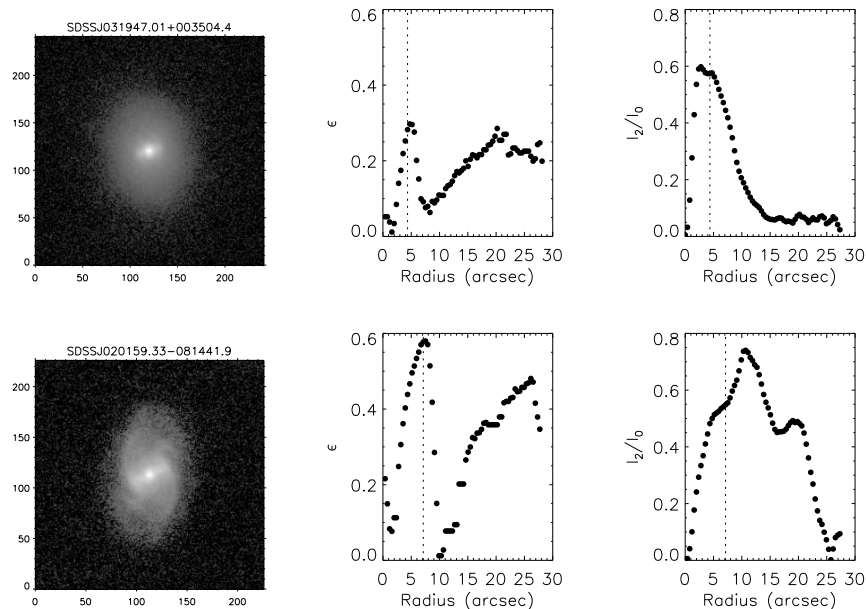 SDSSJ031947.01+003504.4
200
150
100
50
0
0 50 100 150 200
0.6
0.4
0.2
0.0
ε
0 5 10 15 20 25 30
Radius (arcsec)
0.8
0.6
0.4
0.2
0.0
I2/I0
0 5 10 15 20 25 30
Radius (arcsec)
SDSSJ020159.33-081441.9
200
150
100
50
0
0 50 100 150 200
0.6
0.4
0.2
0.0
ε
0 5 10 15 20 25 30
Radius (arcsec)
0.8
0.6
0.4
0.2
0.0
I2/I0
0 5 10 15 20 25 30
Radius (arcsec)